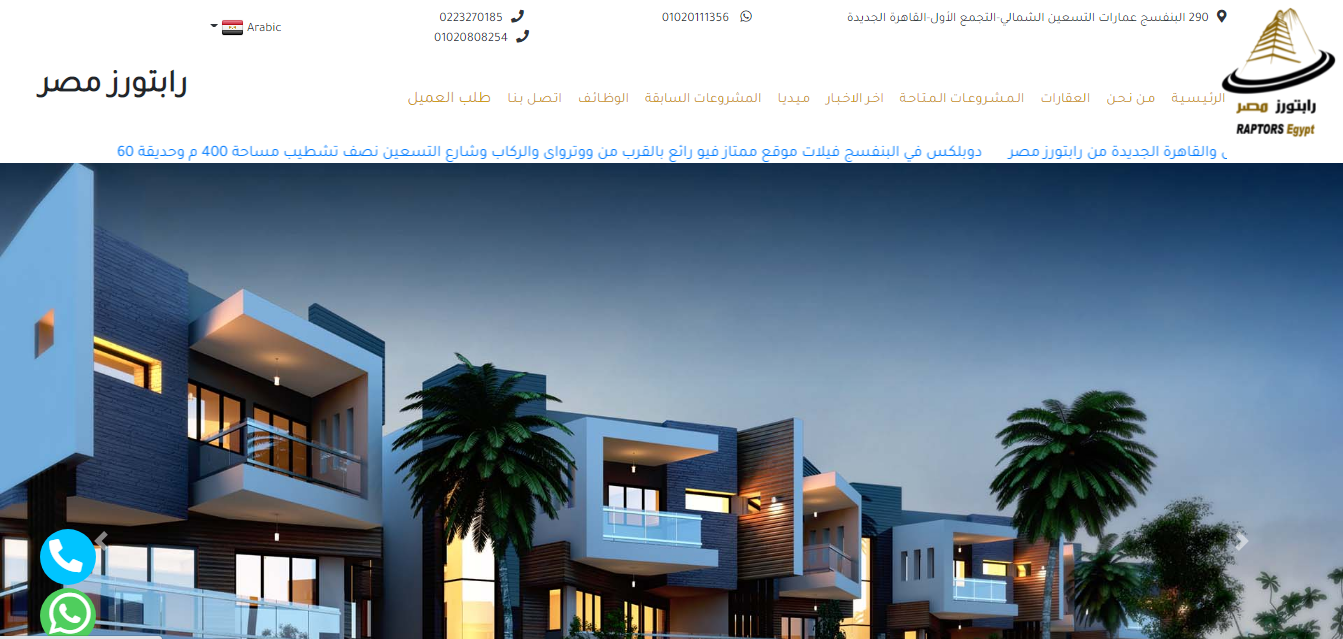 290 البنفسج عمارات التسعين الشمالي-التجمع الأول-القاهرة الجديدة
01020111356
0223270185
01020808254
Arabic
رابتورز مصر
RAPTORS Egypt
رابتورز مصر
الرئيسية من نحن العقارات المشروعات المتاحة اخر الاخبار ميديا المشروعات السابقة الوظائف اتصل بنا طلب العميل
والقاهرة الجديدة من رابتورز مصر دوبلكس في البنفسج فيلات موقع ممتاز فيو رائع بالقرب من ووترواى والركاب وشارع التسعين نصف تشطيب مساحة 400 م وحديقة 60